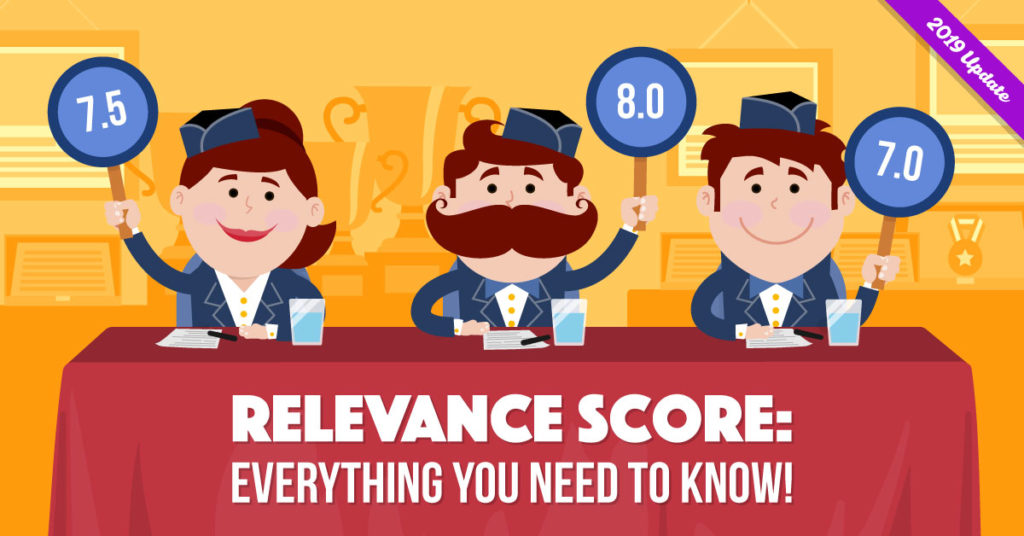 2019 Update
7.5
8.0
7.0
RELEVANCE SCORE:
EVERYTHING YOU NEED TO KNOW!